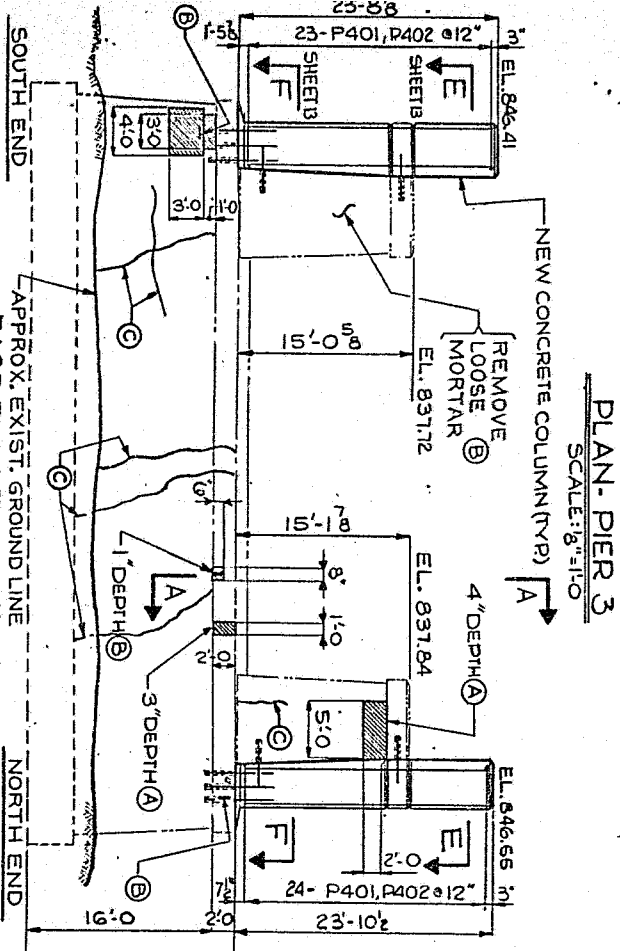 PLAN - PIER 3
SCALE: 1/8"=1'-0
NEW CONCRETE COLUMN (TYP.)
EL. 846.41
3"
23-P401, P402 @12"
23'-8 5/8
1'-5 7/8
B
E
SHEET 13
F
SHEET 13
REMOVE
LOOSE
MORTAR
B
EL. 837.72
15'-0 5/8
3'-0
4'-0
3'-0
1'-0
C
SOUTH END
APPROX. EXIST. GROUND LINE
C
6"
1" DEPTH B
A
A
15'-1 7/8
EL. 837.84
8"
1'-0
2'-0
3" DEPTH A
4" DEPTH A
5'-0
C
2'-0
EL. 846.66
E
F
3"
24- P401, P402 @12"
7 1/2"
23'-10 1/2
2'-0
16'-0
B
NORTH END